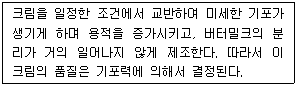 크림을 일정한 조건에서 교반하여 미세한 기포가
생기게 하며 용적을 증가시키고, 버터밀크의 분
리가 거의 일어나지 않게 제조한다. 따라서 이
크림의 품질은 기포력에 의해서 결정된다.